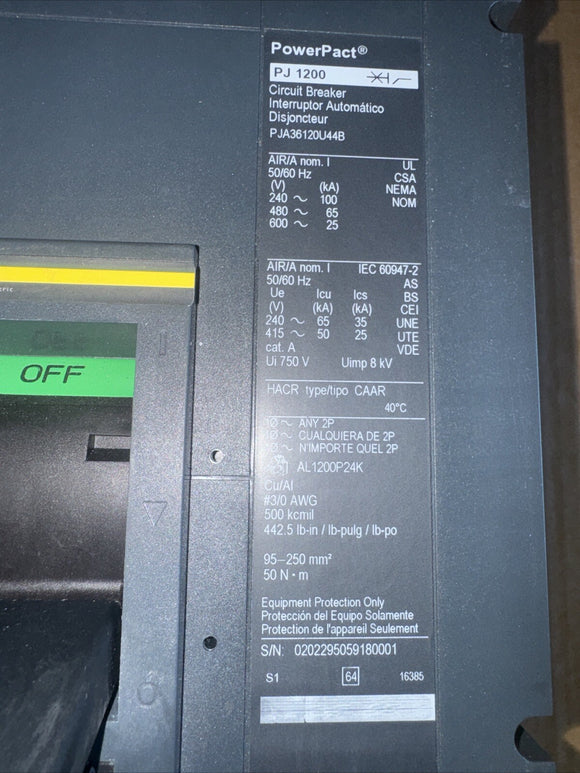 PowerPact®
PJ 1200
Circuit Breaker
Interruptor Automático
Disjoncteur
PJA36120U44B
AIR/A nom. I UL
50/60 Hz CSA
(V) (kA) NEMA
240 ~ 100 NOM
480 ~ 65
600 ~ 25
AIR/A nom. I IEC 60947-2
50/60 Hz AS
Ue Icu Ics BS
(V) (kA) (kA) CEI
240 ~ 65 35 UNE
415 ~ 50 25 UTE
cat. A VDE
Ui 750 V Uimp 8 kV
HACR type/tipo CAAR
40°C
1Ø ~ ANY 2P
1Ø ~ CUALQUIERA DE 2P
1Ø ~ N'IMPORTE QUEL 2P
AL1200P24K
Cu/Al
#3/0 AWG
500 kcmil
442.5 lb-in / lb-pulg / lb-po
95–250 mm²
50 N • m
Equipment Protection Only
Protección del Equipo Solamente
Protection de l'appareil Seulement
S/N: 0202295059180001
S1 64 16385
OFF
I
O